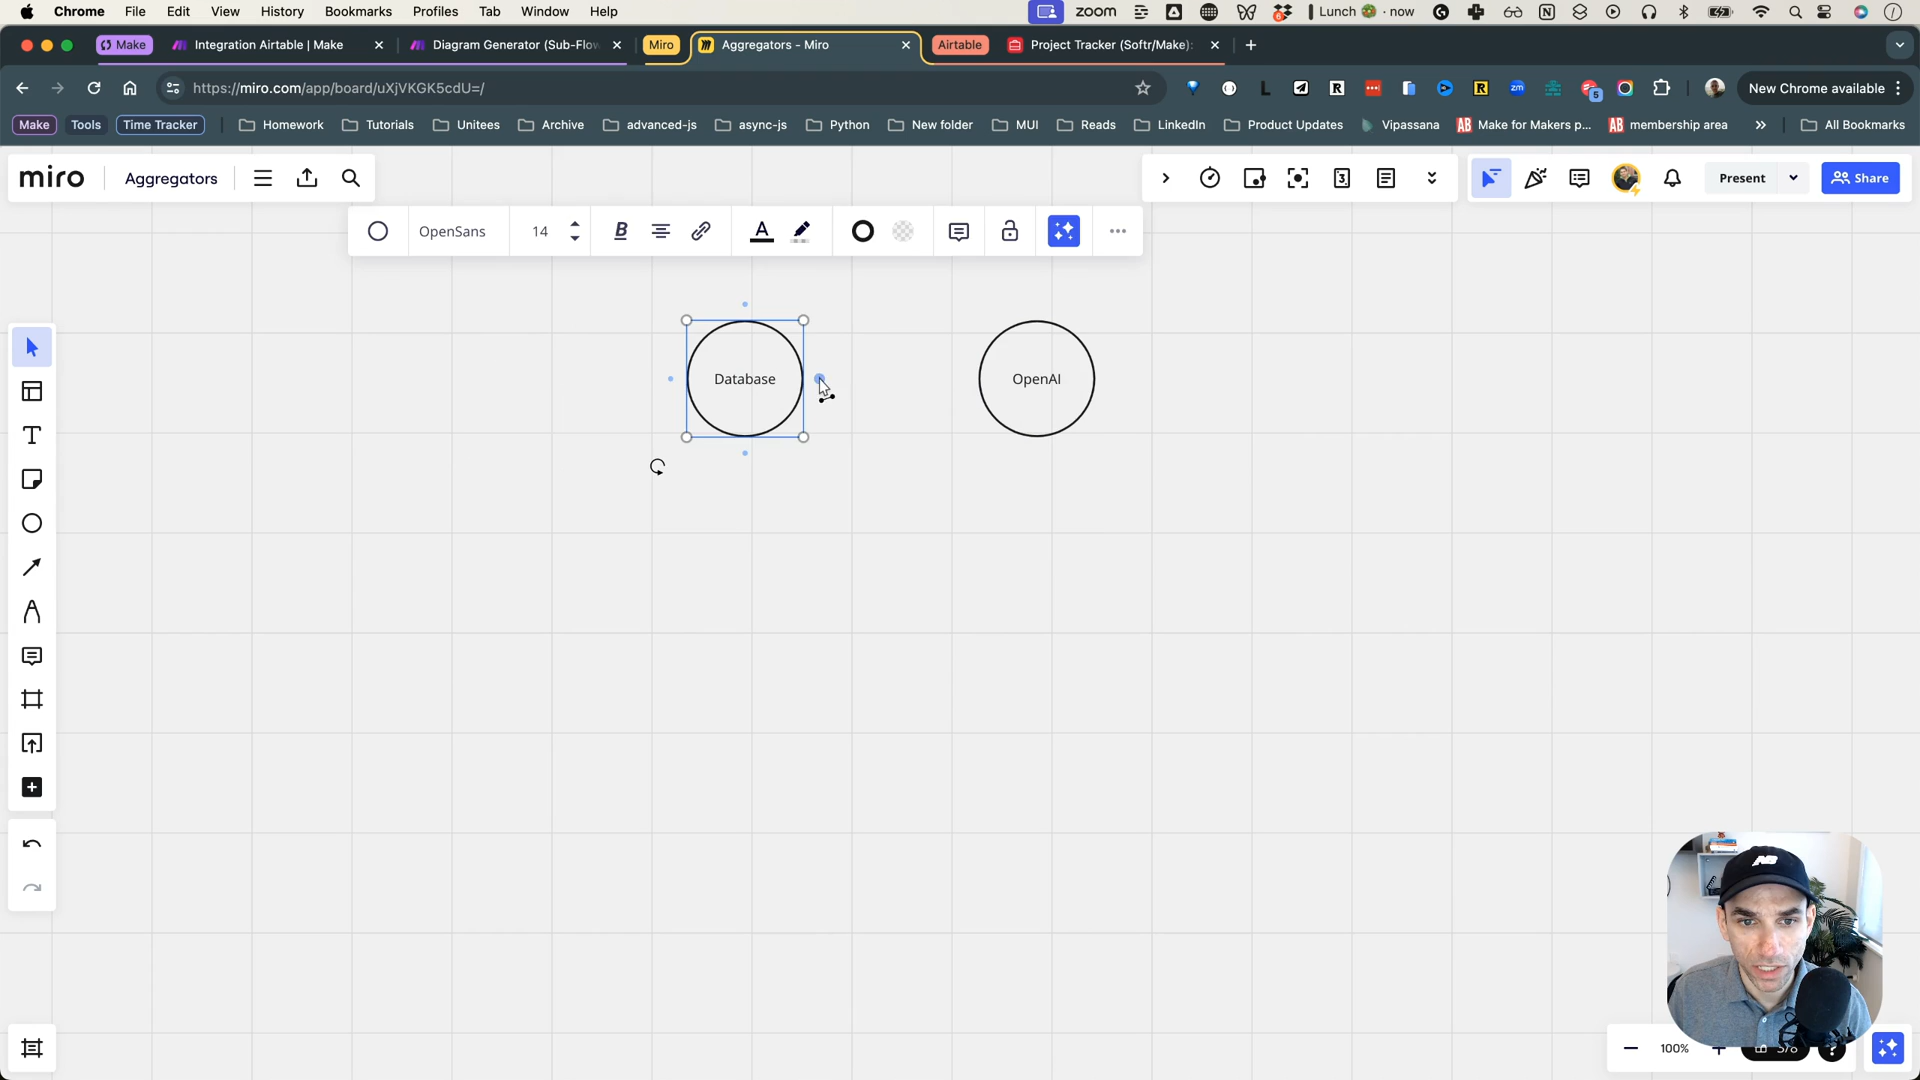 Chrome File Edit View History Bookmarks Profiles Tab Window Help
zoom
Lunch · now
Make
Integration Airtable | Make
Diagram Generator (Sub-Flow
Miro
Aggregators - Miro
Airtable
Project Tracker (Softr/Make):
https://miro.com/app/board/uXjVKGK5cdU=/
5
New Chrome available
Make Tools Time Tracker Homework Tutorials Unitees Archive advanced-js async-js Python New folder MUI Reads LinkedIn Product Updates Vipassana Make for Makers p... membership area » All Bookmarks
miro Aggregators
3
Present
Share
OpenSans 14 B A
Database
OpenAI
100%